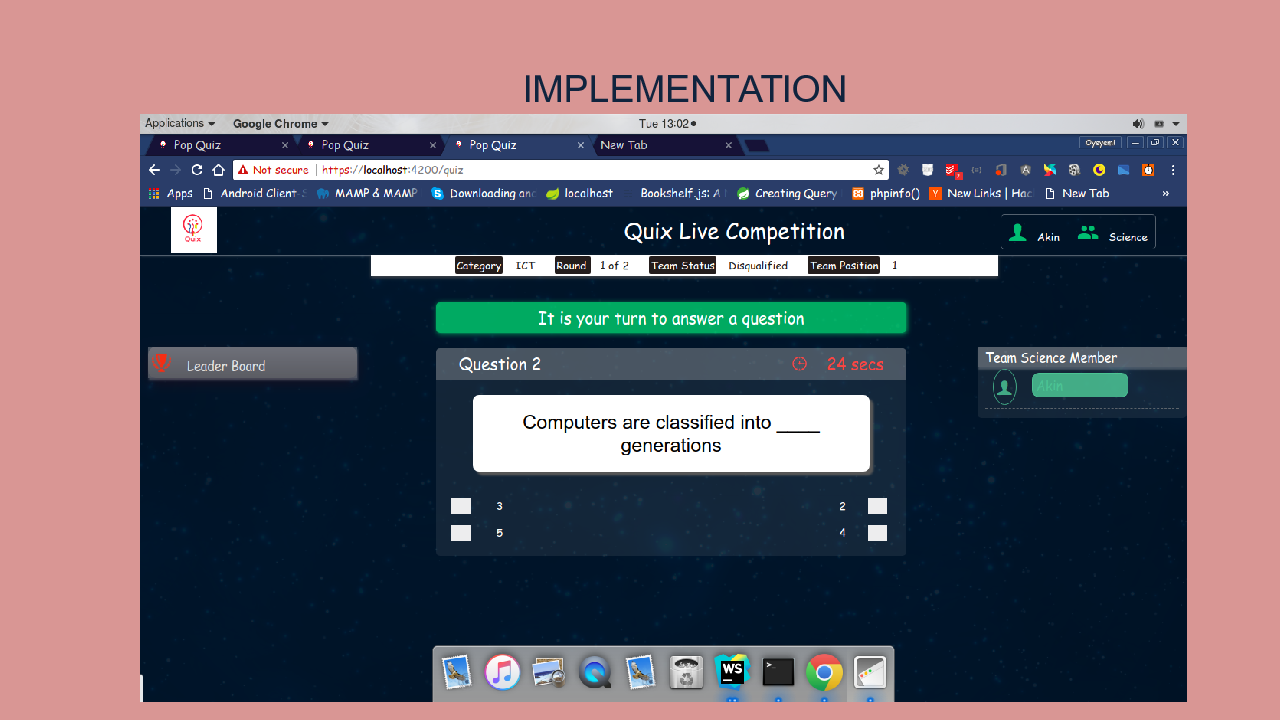 IMPLEMENTATION
Applications Google Chrome Tue 13:02
Pop Quiz Pop Quiz Pop Quiz New Tab Oyeyemi
Not secure https://localhost:4200/quiz
Apps Android Client- MAMP & MAMP Downloading and localhost Bookshelf.js: A Creating Query phpinfo() New Links | Hac New Tab »
Quix Quix Live Competition Akin Science
Category ICT Round 1 of 2 Team Status Disqualified Team Position 1
It is your turn to answer a question
Leader Board
Question 2 24 secs
Team Science Member
Akin
Computers are classified into ____
generations
3 2
5 4
WS